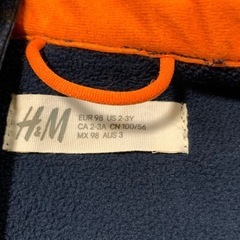 H&M
EUR 98 US 2-3Y
CA 2-3A CN 100/56
MX 98 AUS 3